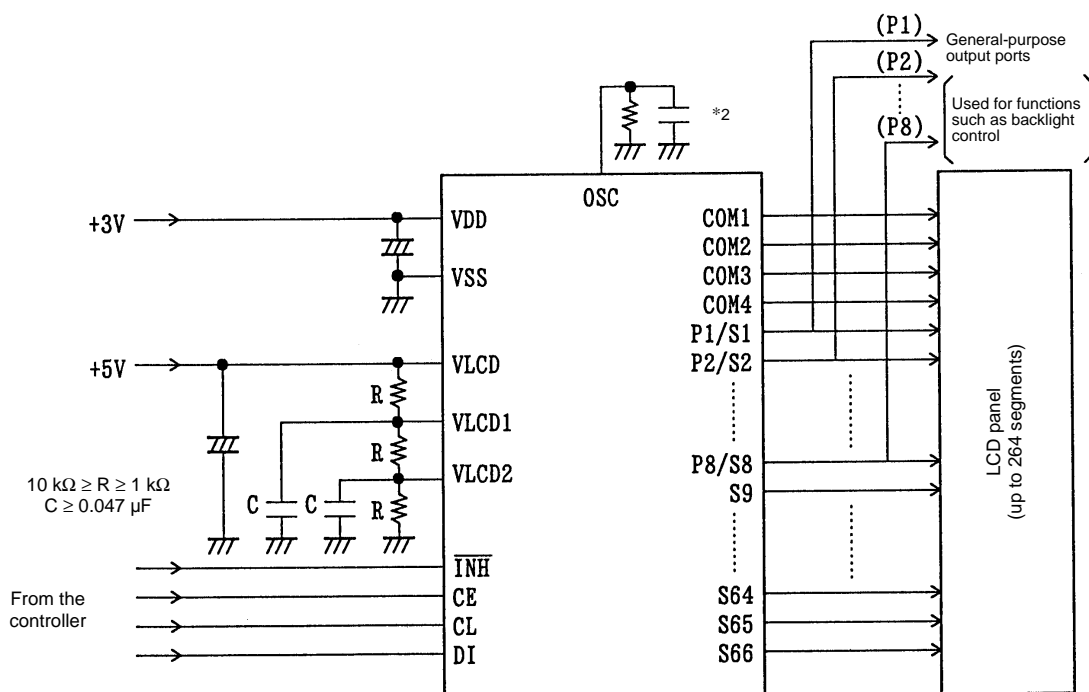 (P1)
General-purpose
output ports
(P2)
Used for functions
such as backlight
control
(P8)
*2
OSC
+3V
VDD
VSS
+5V
VLCD
R
VLCD1
R
VLCD2
R
C
C
10 kΩ ≥ R ≥ 1 kΩ
C ≥ 0.047 µF
From the
controller
I̅N̅H̅
CE
CL
DI
COM1
COM2
COM3
COM4
P1/S1
P2/S2
P8/S8
S9
S64
S65
S66
LCD panel
(up to 264 segments)